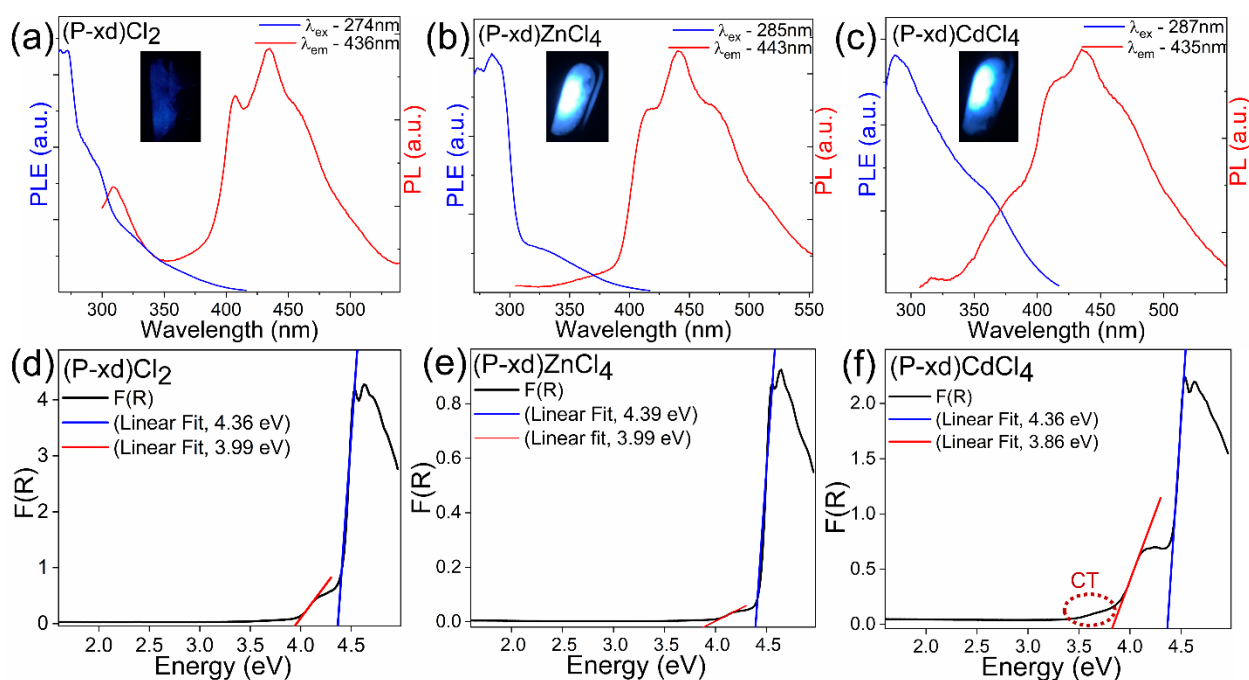 (a) (P-xd)Cl₂
λex - 274nm
λem - 436nm
PLE (a.u.)
PL (a.u.)
300 350 400 450 500
Wavelength (nm)
(b) (P-xd)ZnCl₄
λex - 285nm
λem - 443nm
PLE (a.u.)
PL (a.u.)
300 350 400 450 500 550
Wavelength (nm)
(c) (P-xd)CdCl₄
λex - 287nm
λem - 435nm
PLE (a.u.)
PL (a.u.)
300 350 400 450 500
Wavelength (nm)
(d) (P-xd)Cl₂
F(R)
(Linear Fit, 4.36 eV)
(Linear Fit, 3.99 eV)
F(R)
4
3
2
1
0
2.0 2.5 3.0 3.5 4.0 4.5
Energy (eV)
(e) (P-xd)ZnCl₄
F(R)
(Linear Fit, 4.39 eV)
(Linear fit, 3.99 eV)
F(R)
0.8
0.6
0.4
0.2
0.0
2.0 2.5 3.0 3.5 4.0 4.5
Energy (eV)
(f) (P-xd)CdCl₄
F(R)
(Linear Fit, 4.36 eV)
(Linear Fit, 3.86 eV)
F(R)
2.0
1.5
1.0
0.5
0.0
CT
2.0 2.5 3.0 3.5 4.0 4.5
Energy (eV)